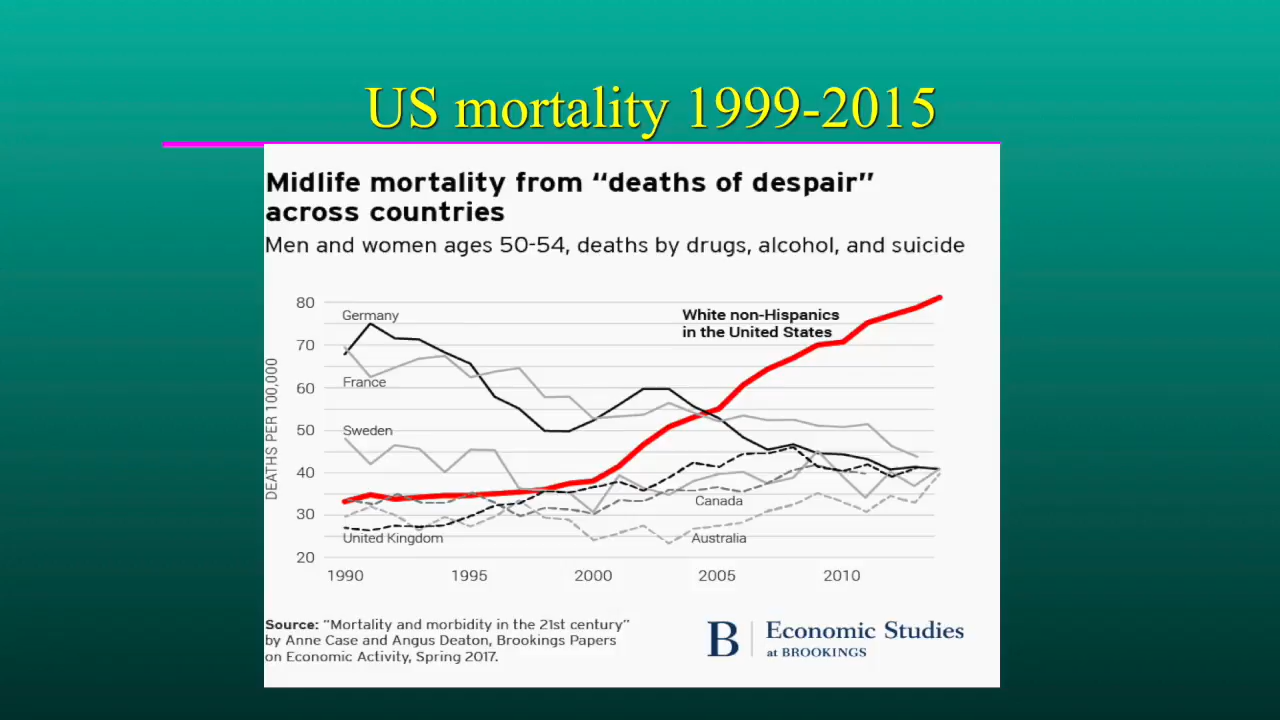 US mortality 1999-2015
Midlife mortality from “deaths of despair”
across countries
Men and women ages 50-54, deaths by drugs, alcohol, and suicide
DEATHS PER 100,000
80
70
60
50
40
30
20
Germany
France
Sweden
United Kingdom
White non-Hispanics
in the United States
Canada
Australia
1990 1995 2000 2005 2010
Source: “Mortality and morbidity in the 21st century”
by Anne Case and Angus Deaton, Brookings Papers
on Economic Activity, Spring 2017.
B Economic Studies
at BROOKINGS